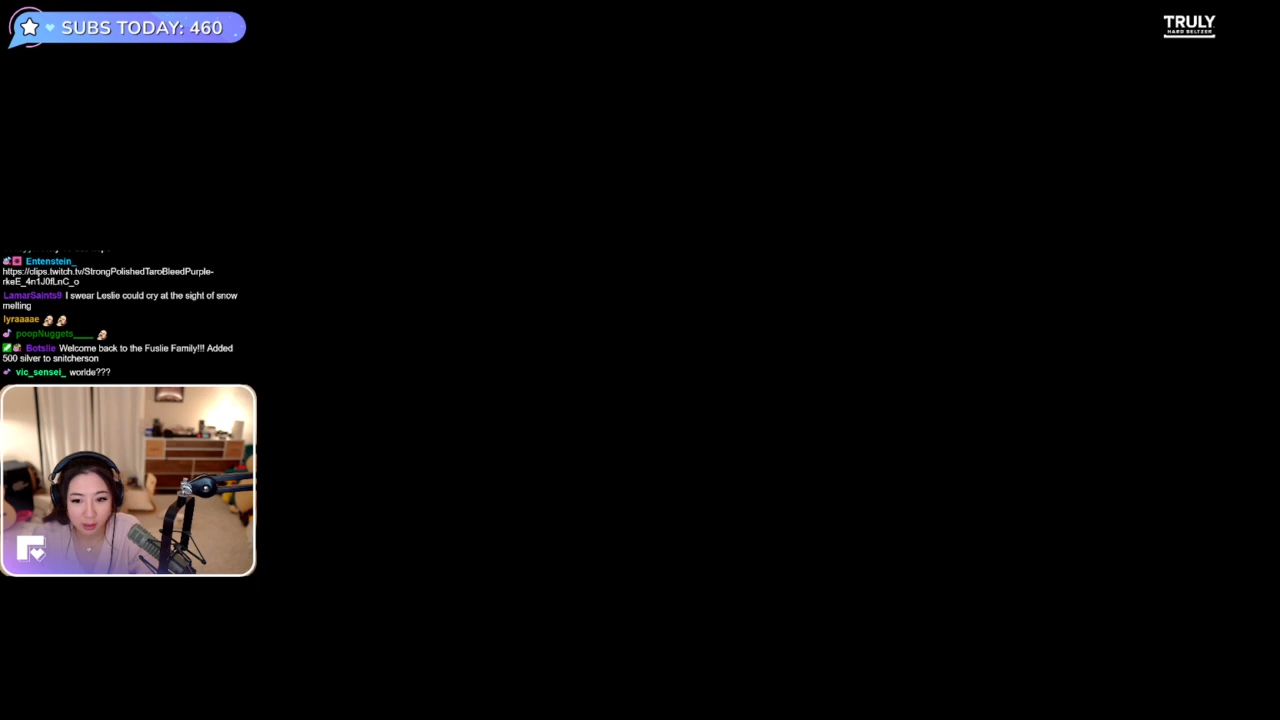 SUBS TODAY: 460
TRULY
HARD SELTZER
Entenstein_
https://clips.twitch.tv/StrongPolishedTaroBleedPurple-
rkeE_4n1J0fLnC_o
LamarSaints9 I swear Leslie could cry at the sight of snow
melting
lyraaaae
poopNuggets____
Botslie Welcome back to the Fuslie Family!!! Added
500 silver to snitcherson
vic_sensei_ worlde???